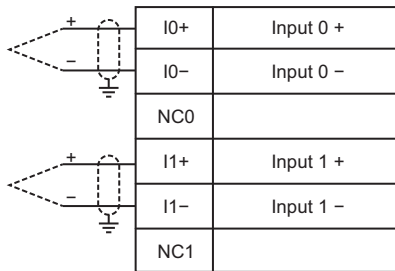 + I0+ Input 0 +
− I0− Input 0 −
NC0
+ I1+ Input 1 +
− I1− Input 1 −
NC1